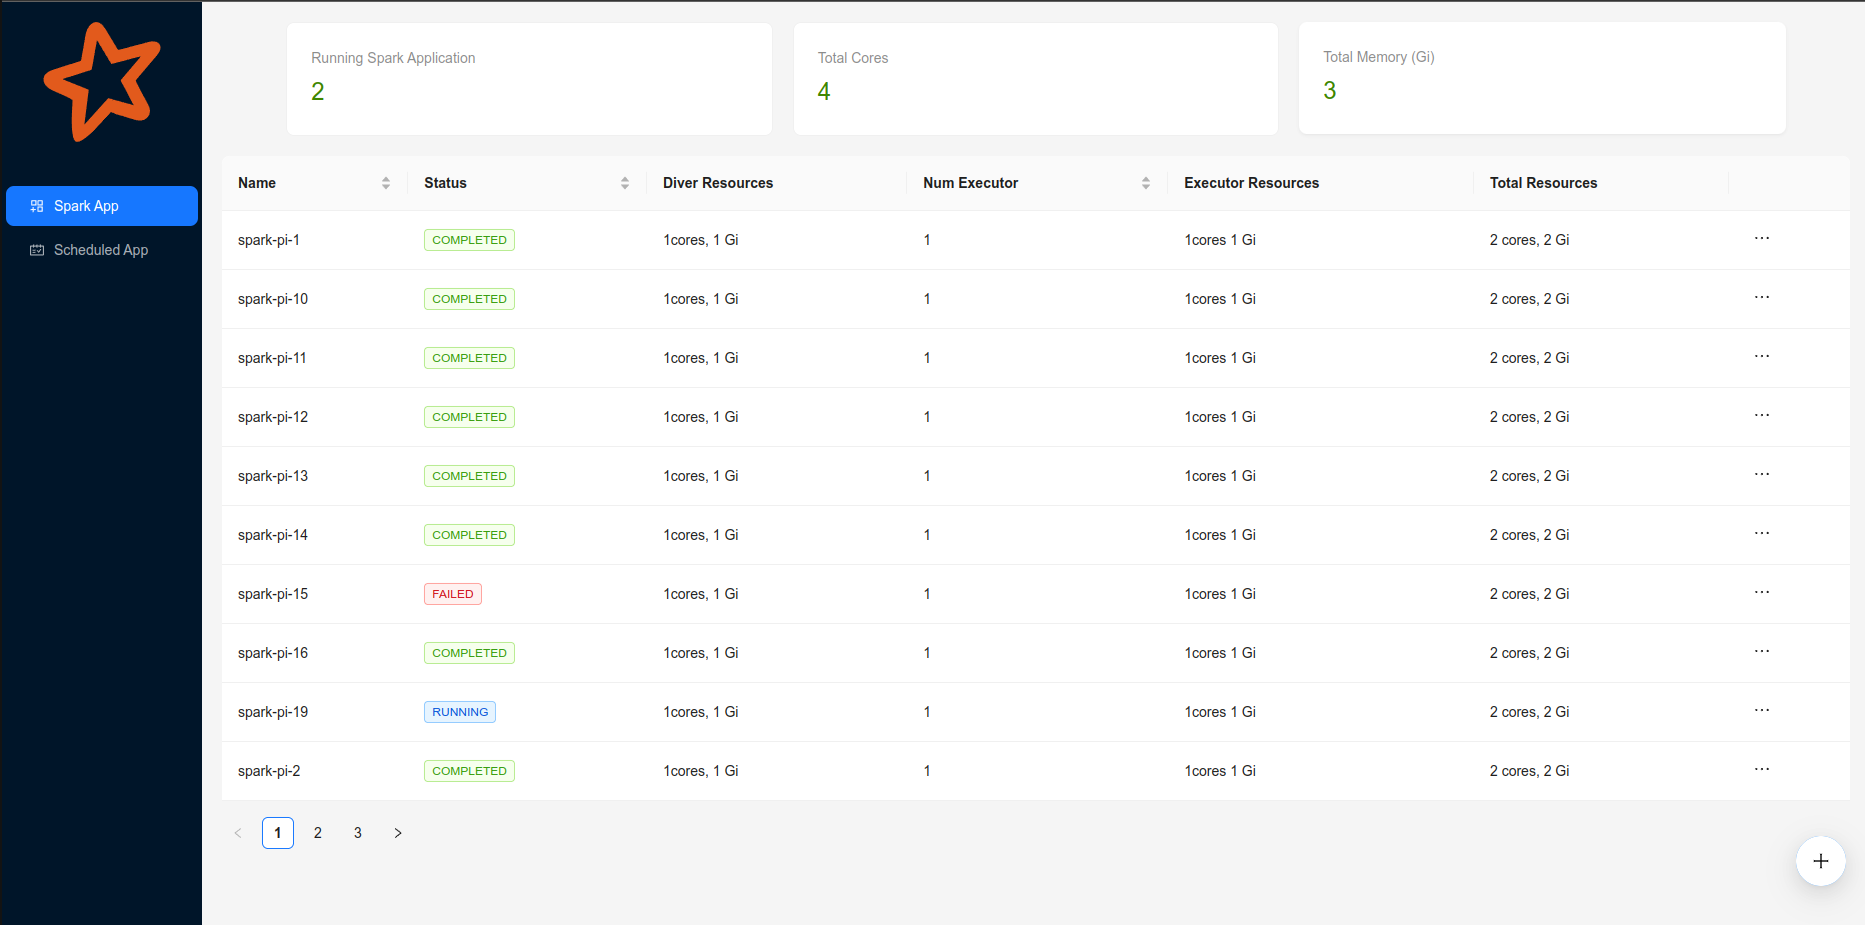 Running Spark Application
2
Total Cores
4
Total Memory (Gi)
3
Spark App
Scheduled App
Name Status Diver Resources Num Executor Executor Resources Total Resources
spark-pi-1 COMPLETED 1cores, 1 Gi 1 1cores 1 Gi 2 cores, 2 Gi ...
spark-pi-10 COMPLETED 1cores, 1 Gi 1 1cores 1 Gi 2 cores, 2 Gi ...
spark-pi-11 COMPLETED 1cores, 1 Gi 1 1cores 1 Gi 2 cores, 2 Gi ...
spark-pi-12 COMPLETED 1cores, 1 Gi 1 1cores 1 Gi 2 cores, 2 Gi ...
spark-pi-13 COMPLETED 1cores, 1 Gi 1 1cores 1 Gi 2 cores, 2 Gi ...
spark-pi-14 COMPLETED 1cores, 1 Gi 1 1cores 1 Gi 2 cores, 2 Gi ...
spark-pi-15 FAILED 1cores, 1 Gi 1 1cores 1 Gi 2 cores, 2 Gi ...
spark-pi-16 COMPLETED 1cores, 1 Gi 1 1cores 1 Gi 2 cores, 2 Gi ...
spark-pi-19 RUNNING 1cores, 1 Gi 1 1cores 1 Gi 2 cores, 2 Gi ...
spark-pi-2 COMPLETED 1cores, 1 Gi 1 1cores 1 Gi 2 cores, 2 Gi ...
< 1 2 3 >
+